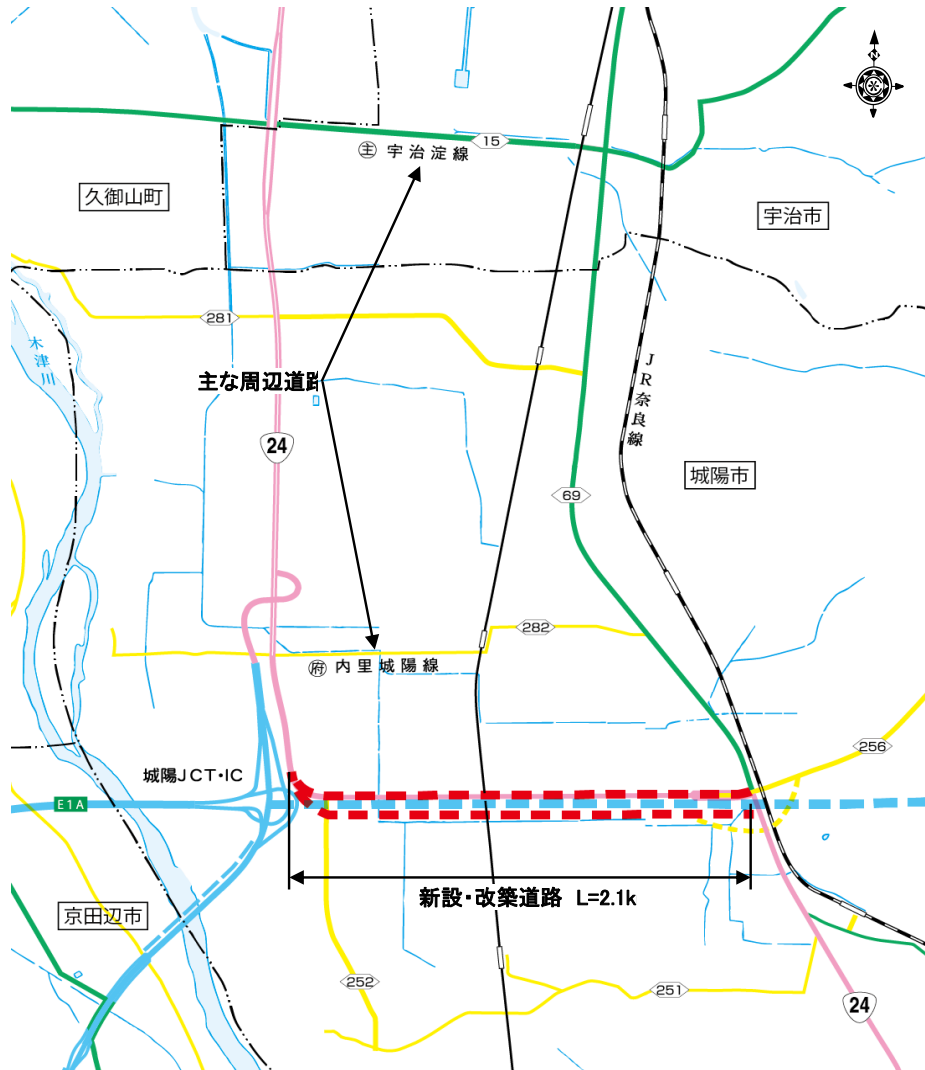 N
15
㊟ 宇治淀線
久御山町
宇治市
281
木津川
JR奈良線
主な周辺道路
24
城陽市
69
282
府 内里城陽線
256
城陽JCT・IC
E1A
新設・改築道路 L=2.1k
京田辺市
252
251
24